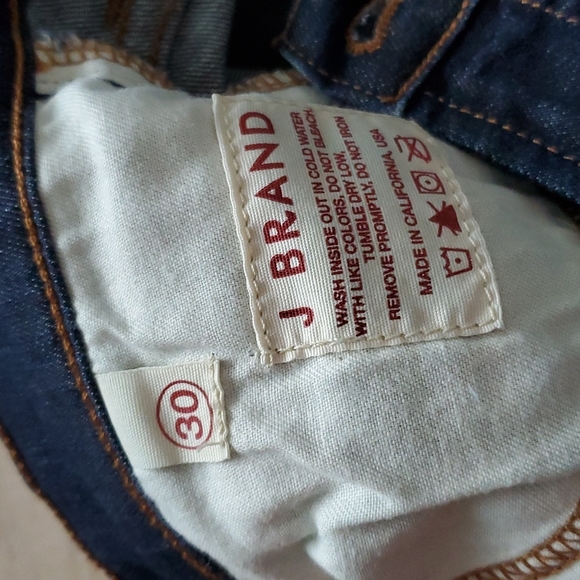 J BRAND
WASH INSIDE OUT IN COLD WATER
WITH LIKE COLORS, DO NOT BLEACH,
TUMBLE DRY LOW,
DO NOT IRON
REMOVE PROMPTLY,
MADE IN CALIFORNIA, USA
30